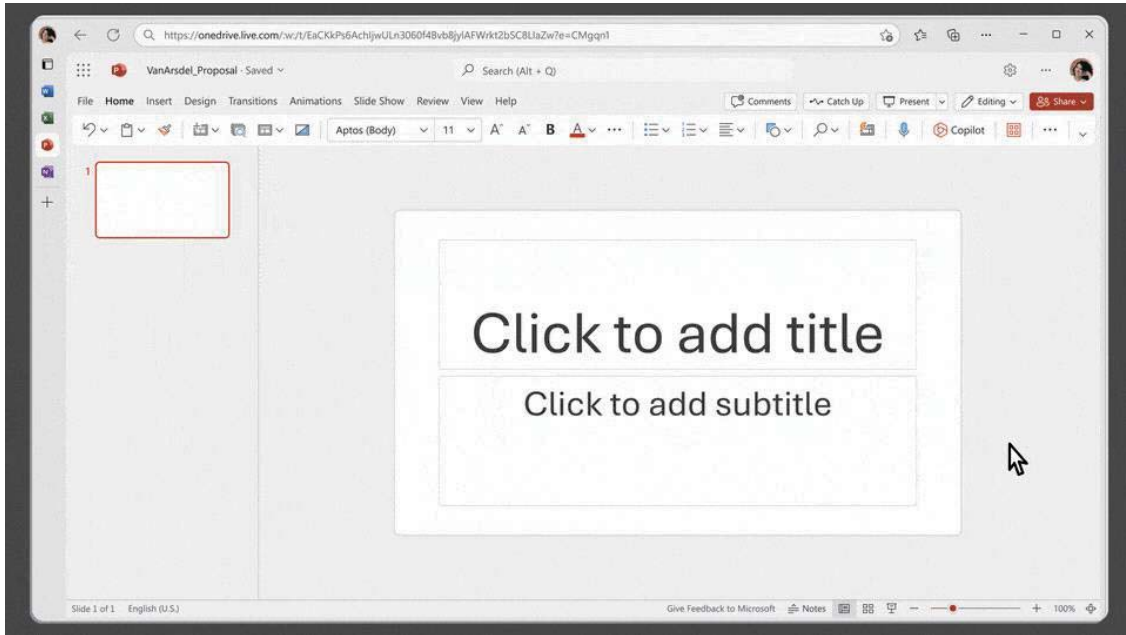 https://onedrive.live.com/:w:/t/EaCKkPs6AchljwULn3060f48vb8jylAFWrkt2bSC8LlaZw?e=CMgqn1
VanArsdel_Proposal - Saved
Search (Alt + Q)
File Home Insert Design Transitions Animations Slide Show Review View Help
Comments Catch Up Present Editing Share
Aptos (Body) 11 A A B A Copilot
1
Click to add title
Click to add subtitle
Slide 1 of 1 English (U.S.) Give Feedback to Microsoft Notes 100%